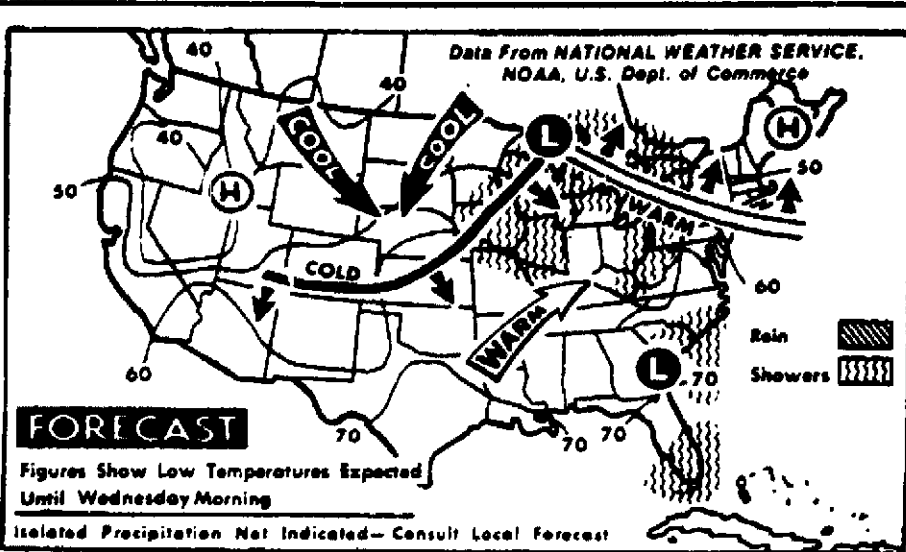 Data From NATIONAL WEATHER SERVICE,
NOAA, U.S. Dept. of Commerce
40
40
40
50
COOL
COOL
L
H
H
50
WARM
COLD
60
WARM
L
60
70
70
70
70
Rain
Showers
FORECAST
Figures Show Low Temperatures Expected
Until Wednesday Morning
Isolated Precipitation Not Indicated— Consult Local Forecast